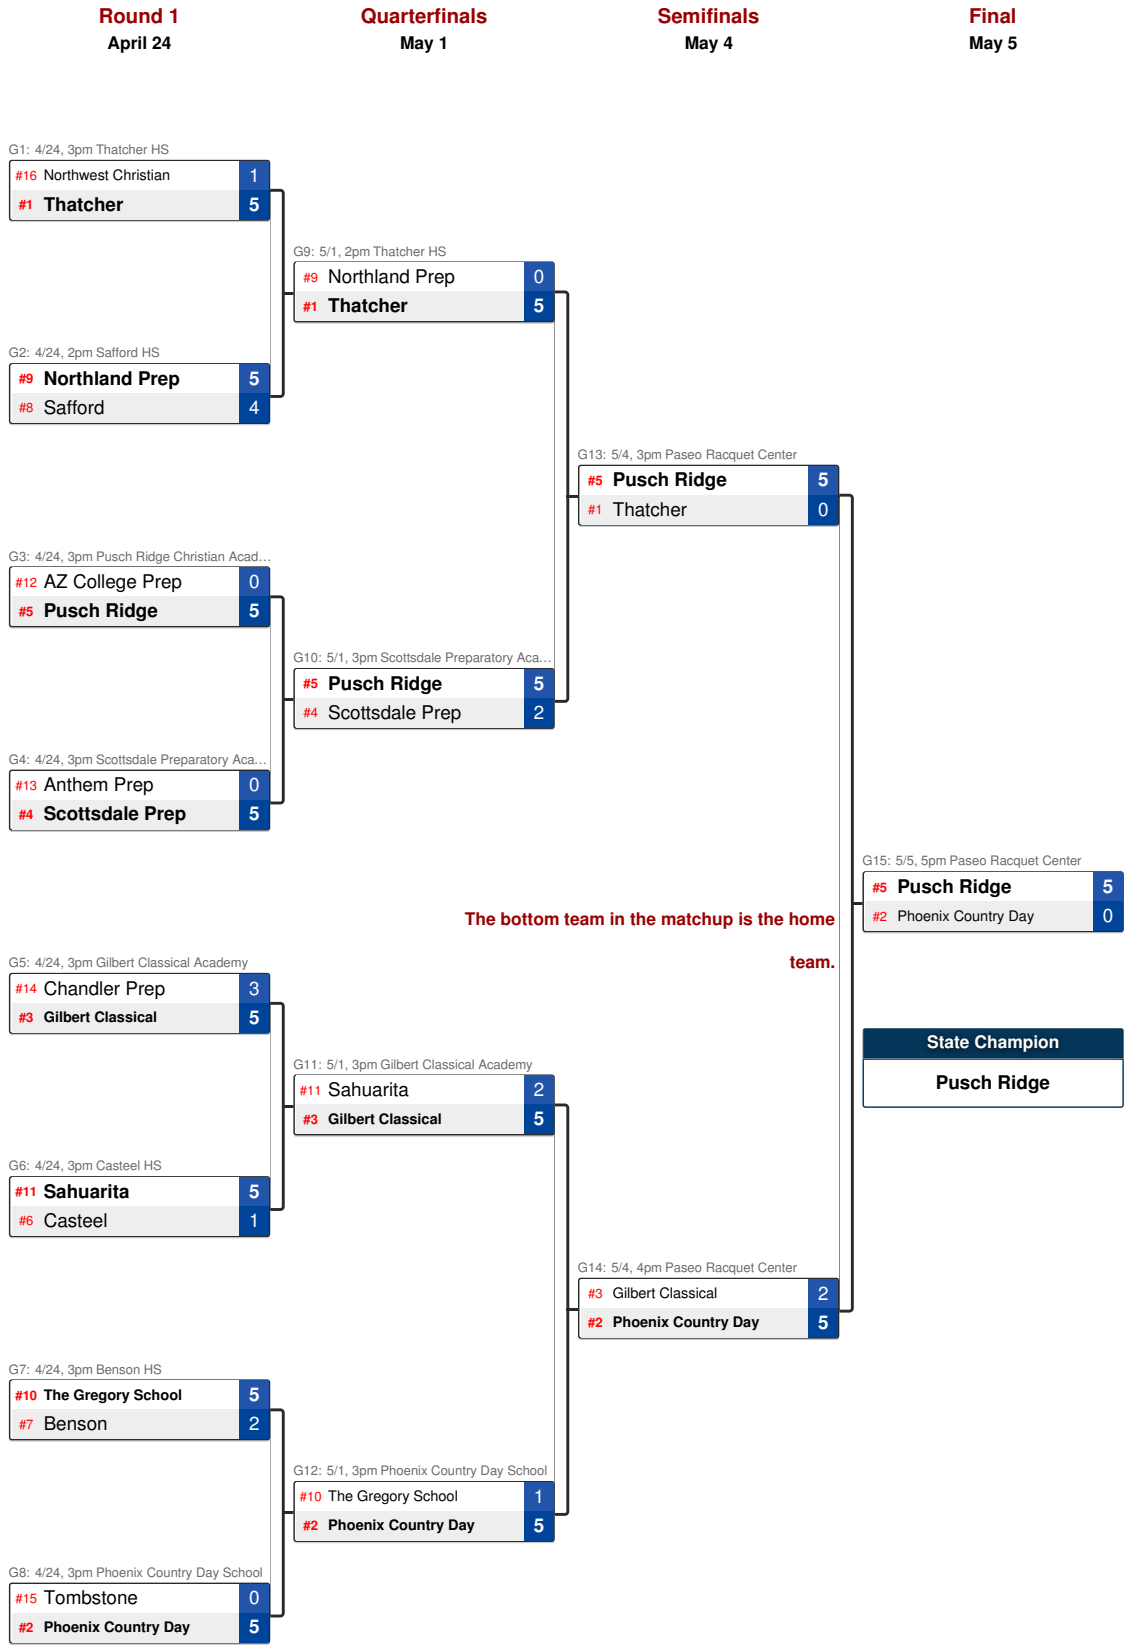 Round 1
April 24
Quarterfinals
May 1
Semifinals
May 4
Final
May 5
G1: 4/24, 3pm Thatcher HS
#16 Northwest Christian 1
#1 Thatcher 5
G2: 4/24, 2pm Safford HS
#9 Northland Prep 5
#8 Safford 4
G3: 4/24, 3pm Pusch Ridge Christian Acad...
#12 AZ College Prep 0
#5 Pusch Ridge 5
G4: 4/24, 3pm Scottsdale Preparatory Aca...
#13 Anthem Prep 0
#4 Scottsdale Prep 5
G5: 4/24, 3pm Gilbert Classical Academy
#14 Chandler Prep 3
#3 Gilbert Classical 5
G6: 4/24, 3pm Casteel HS
#11 Sahuarita 5
#6 Casteel 1
G7: 4/24, 3pm Benson HS
#10 The Gregory School 5
#7 Benson 2
G8: 4/24, 3pm Phoenix Country Day School
#15 Tombstone 0
#2 Phoenix Country Day 5
G9: 5/1, 2pm Thatcher HS
#9 Northland Prep 0
#1 Thatcher 5
G10: 5/1, 3pm Scottsdale Preparatory Aca...
#5 Pusch Ridge 5
#4 Scottsdale Prep 2
G11: 5/1, 3pm Gilbert Classical Academy
#11 Sahuarita 2
#3 Gilbert Classical 5
G12: 5/1, 3pm Phoenix Country Day School
#10 The Gregory School 1
#2 Phoenix Country Day 5
G13: 5/4, 3pm Paseo Racquet Center
#5 Pusch Ridge 5
#1 Thatcher 0
The bottom team in the matchup is the home
team.
G14: 5/4, 4pm Paseo Racquet Center
#3 Gilbert Classical 2
#2 Phoenix Country Day 5
G15: 5/5, 5pm Paseo Racquet Center
#5 Pusch Ridge 5
#2 Phoenix Country Day 0
State Champion
Pusch Ridge